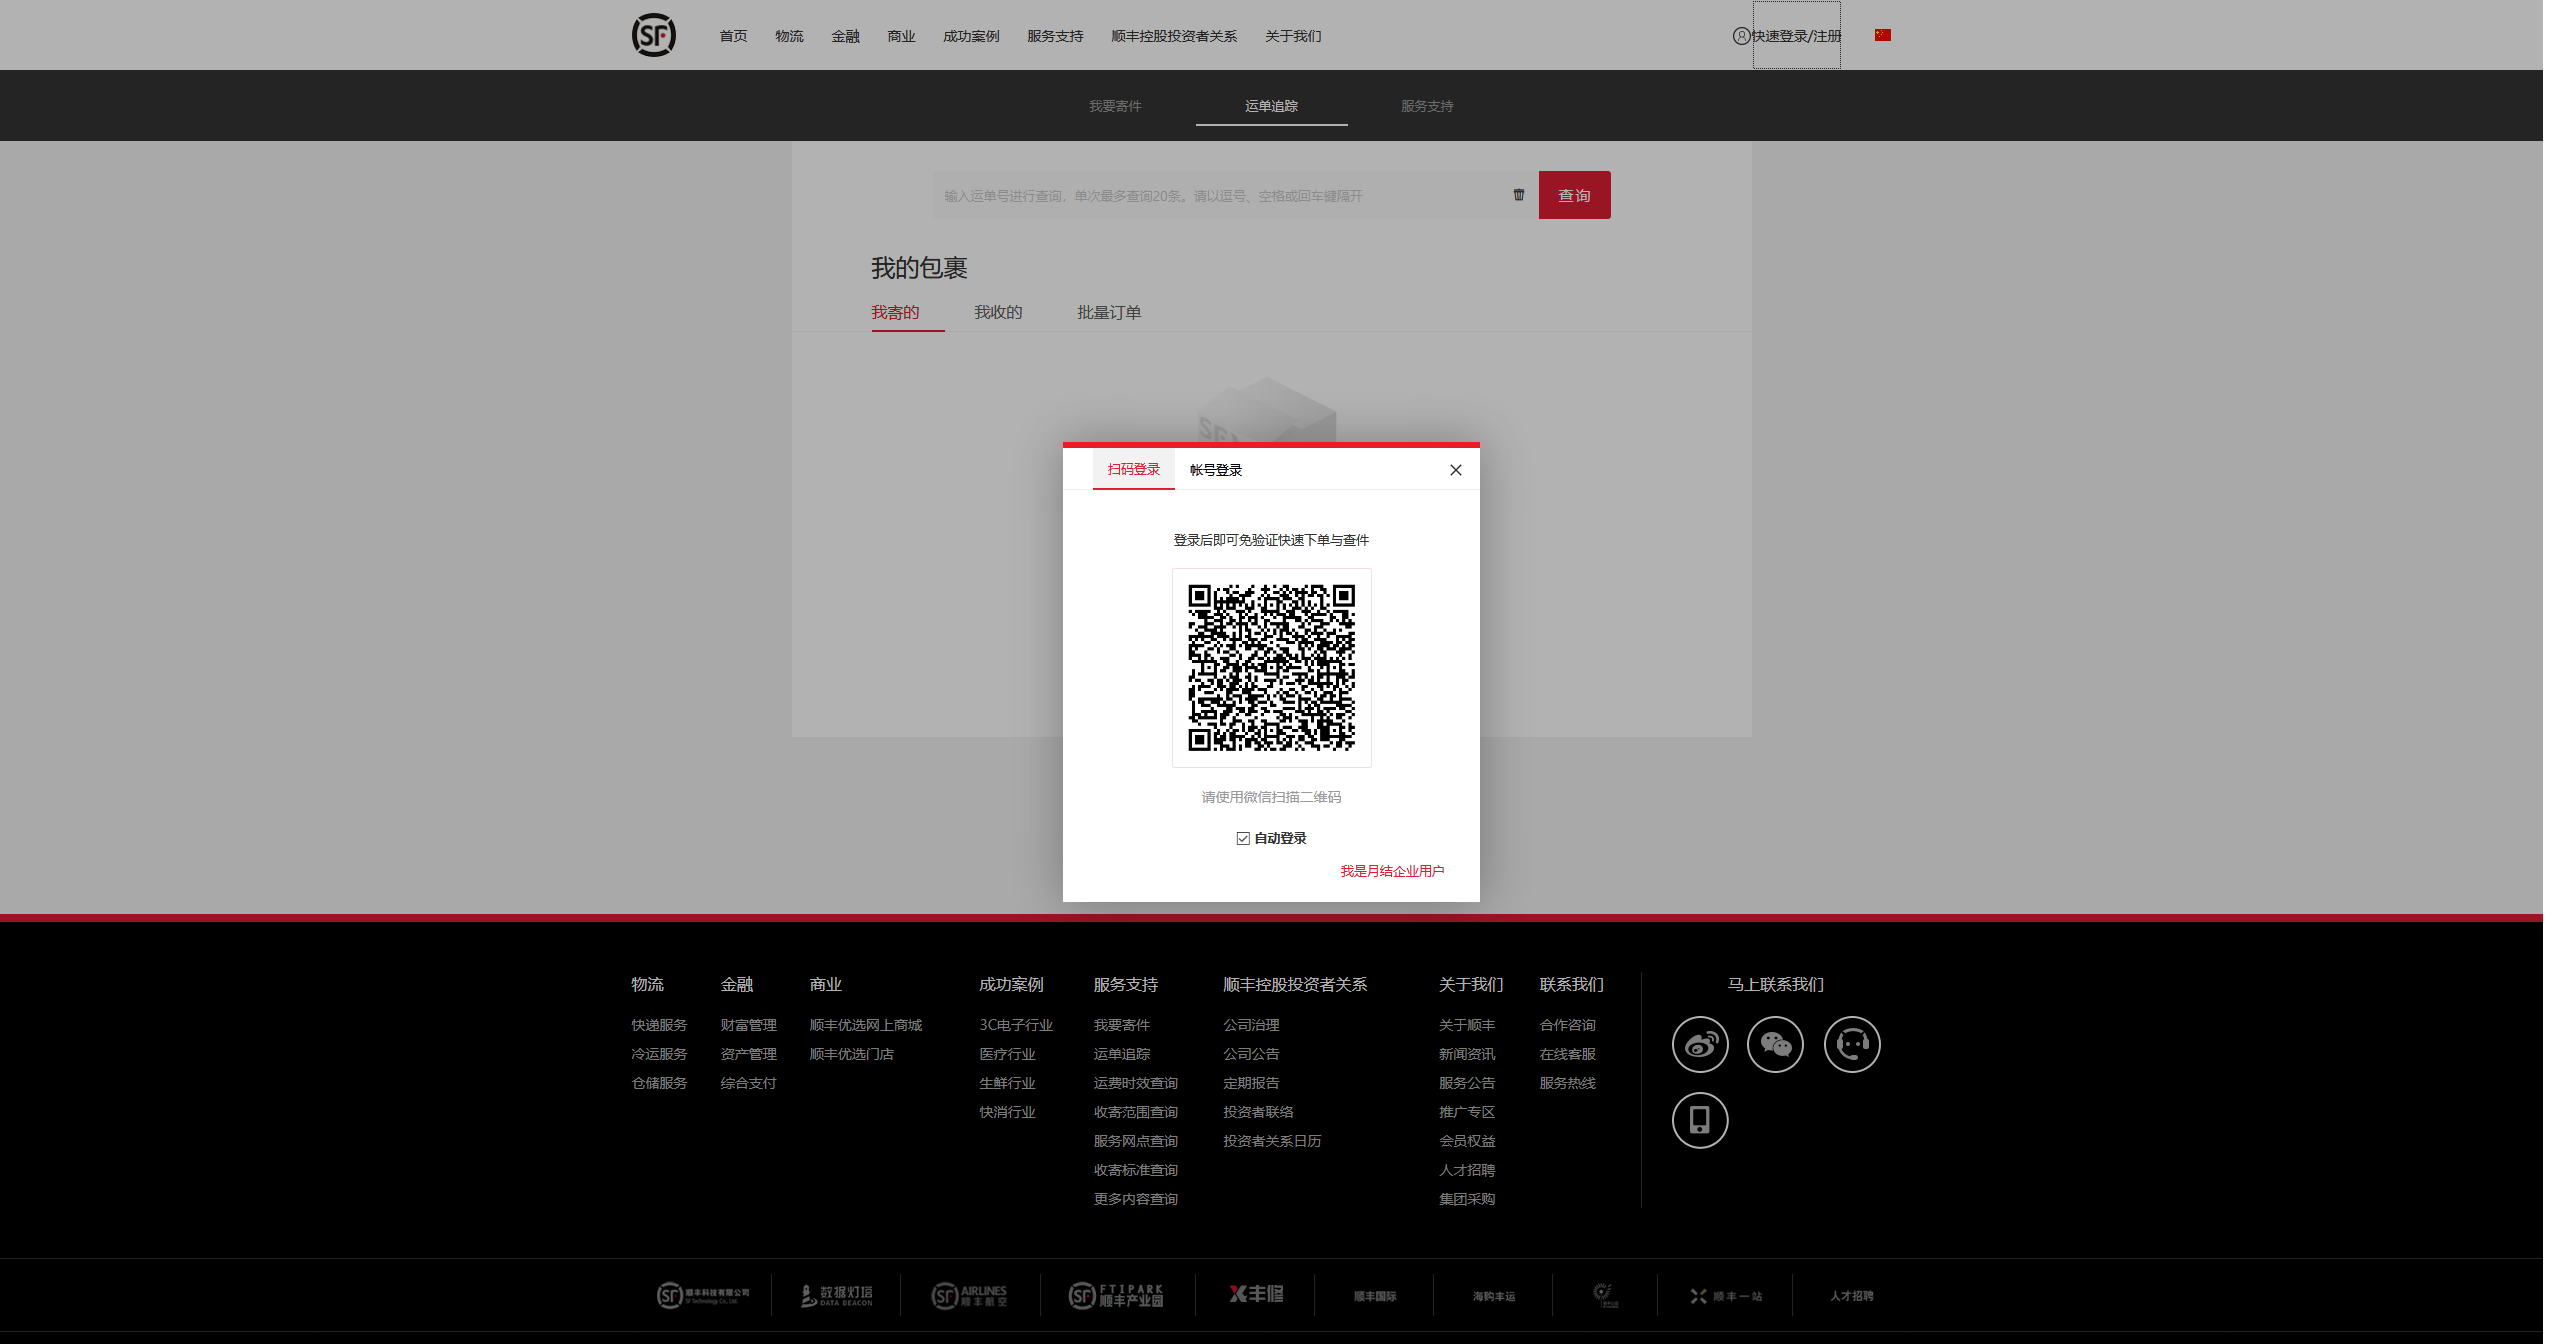 SF
首页 物流 金融 商业 成功案例 服务支持 顺丰控股投资者关系 关于我们
快速登录/注册
我要寄件 运单追踪 服务支持
输入运单号进行查询，单次最多查询20条。请以逗号、空格或回车键隔开
查询
我的包裹
我寄的 我收的 批量订单
扫码登录 帐号登录
登录后即可免验证快速下单与查件
请使用微信扫描二维码
自动登录
我是月结企业用户
物流 金融 商业 成功案例 服务支持 顺丰控股投资者关系 关于我们 联系我们 马上联系我们
快递服务 财富管理 顺丰优选网上商城 3C电子行业 我要寄件 公司治理 关于顺丰 合作咨询
冷运服务 资产管理 顺丰优选门店 医疗行业 运单追踪 公司公告 新闻资讯 在线客服
仓储服务 综合支付 生鲜行业 运费时效查询 定期报告 服务公告 服务热线
快消行业 收寄范围查询 投资者联络 推广专区
服务网点查询 投资者关系日历 会员权益
收寄标准查询 人才招聘
更多内容查询 集团采购
SF 顺丰科技有限公司 SF Technology Co., Ltd.
数据灯塔 DATA BEACON
SF AIRLINES 顺丰航空
SF FTIPARK 顺丰产业园
丰修
顺丰国际
海购丰运
顺丰一站
人才招聘